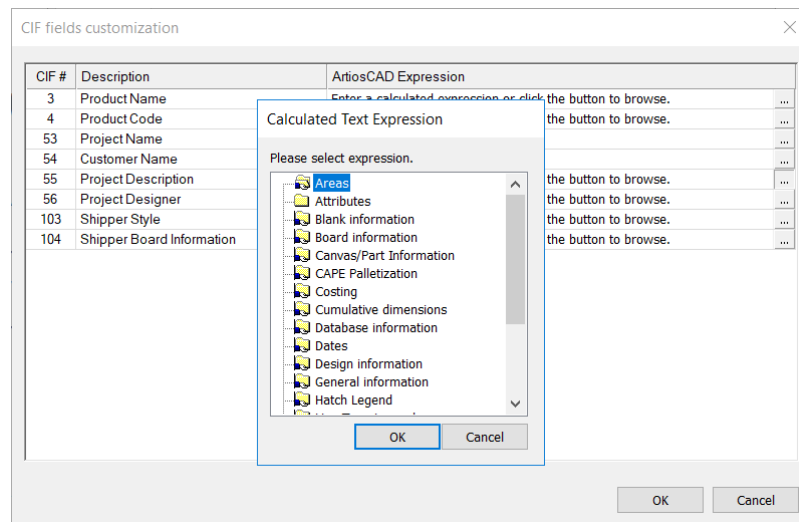 CIF fields customization
CIF # Description ArtiosCAD Expression
3 Product Name Enter a calculated expression or click the button to browse. ...
4 Product Code the button to browse. ...
53 Project Name ...
54 Customer Name ...
55 Project Description the button to browse. ...
56 Project Designer the button to browse. ...
103 Shipper Style the button to browse. ...
104 Shipper Board Information the button to browse. ...
Calculated Text Expression
Please select expression.
Areas
Attributes
Blank information
Board information
Canvas/Part Information
CAPE Palletization
Costing
Cumulative dimensions
Database information
Dates
Design information
General information
Hatch Legend
OK Cancel
OK Cancel